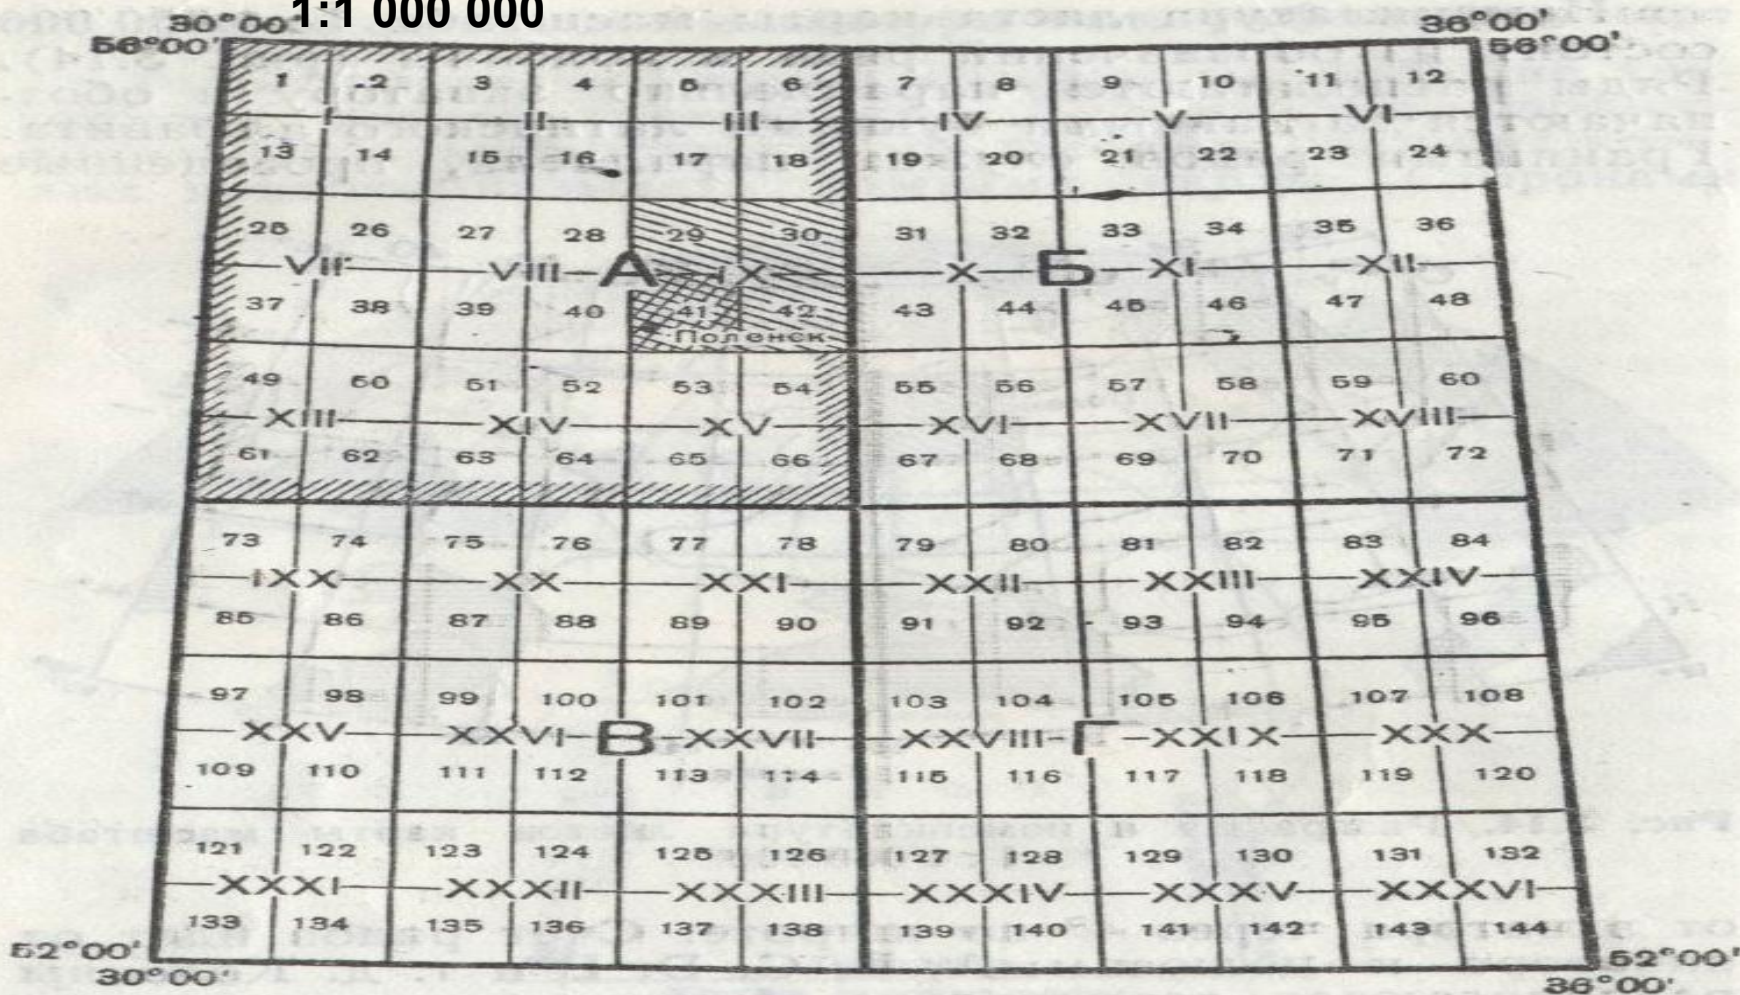 1:1 000 000
30°00' 36°00'
56°00' 56°00'
1 2 3 4 5 6 7 8 9 10 11 12
I II III IV V VI
13 14 15 16 17 18 19 20 21 22 23 24
25 26 27 28 29 30 31 32 33 34 35 36
VII VIII А IX X Б XI XII
37 38 39 40 41 42 43 44 45 46 47 48
Поленск
49 50 51 52 53 54 55 56 57 58 59 60
XIII XIV XV XVI XVII XVIII
61 62 63 64 65 66 67 68 69 70 71 72
73 74 75 76 77 78 79 80 81 82 83 84
IXX XX XXI XXII XXIII XXIV
85 86 87 88 89 90 91 92 93 94 95 96
97 98 99 100 101 102 103 104 105 106 107 108
XXV XXVI В XXVII XXVIII Г XXIX XXX
109 110 111 112 113 114 115 116 117 118 119 120
121 122 123 124 125 126 127 128 129 130 131 132
XXXI XXXII XXXIII XXXIV XXXV XXXVI
133 134 135 136 137 138 139 140 141 142 143 144
52°00' 52°00'
30°00' 36°00'